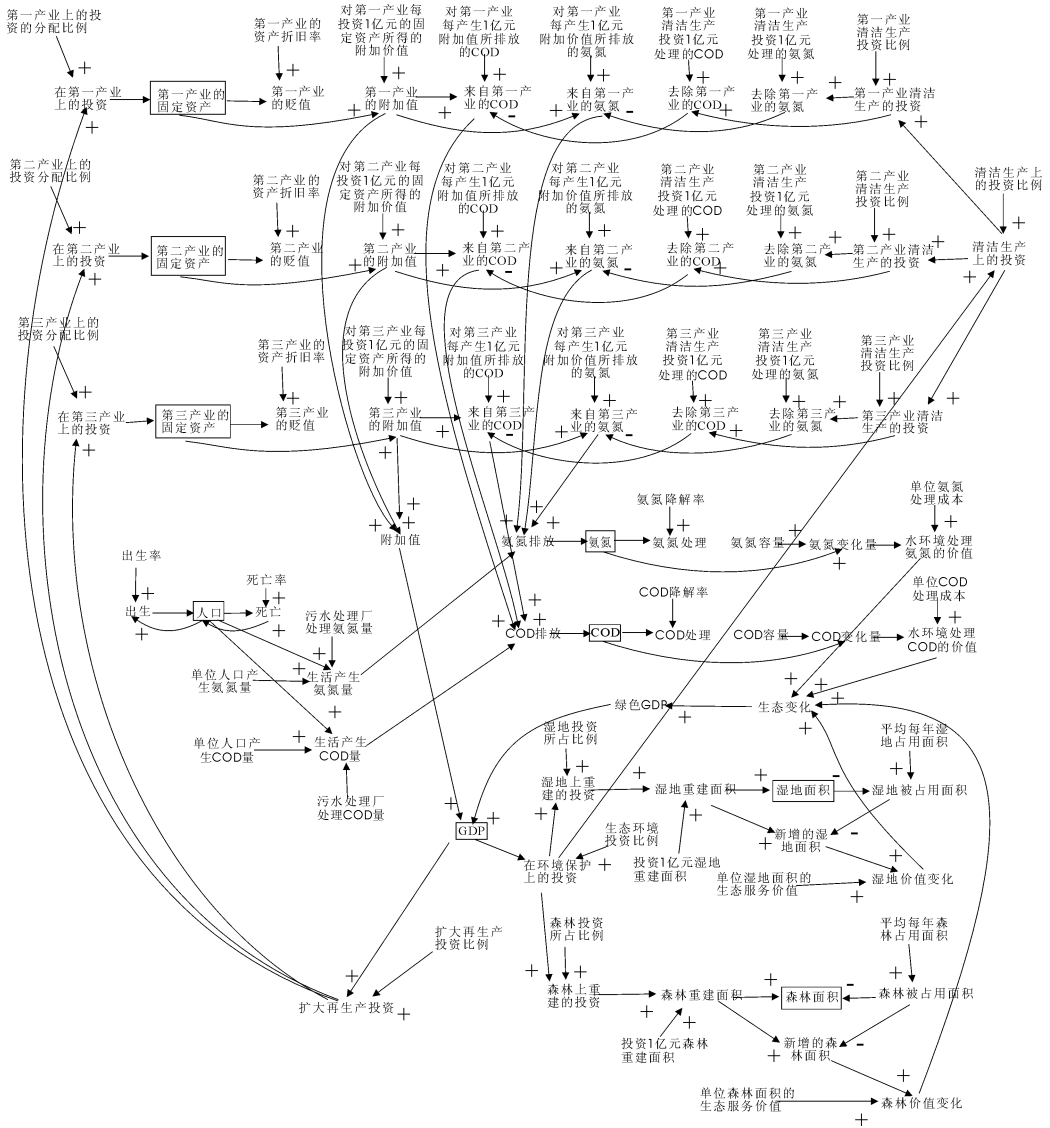 第一产业上的投
资的分配比例
第一产业的
资产折旧率
对第一产业每
投资1亿元的固
定资产所得的
附加价值
对第一产业
每产生1亿元
附加值所排放
的COD
对第一产业
每产生1亿元
附加价值所排放
的氨氮
第一产业
清洁生产
投资1亿元
处理的COD
第一产业
清洁生产
投资1亿元
处理的氨氮
第一产业
清洁生产
投资比例
在第一产业
上的投资
第一产业的
固定资产
第一产业
的贬值
第一产业
的附加值
来自第一产
业的COD
来自第一产
业的氨氮
去除第一产
业的COD
去除第一产
业的氨氮
第一产业清洁
生产的投资
第二产业上的
投资分配比例
第二产业的
资产折旧率
对第二产业每
投资1亿元的固
定资产所得的
附加价值
对第二产业
每产生1亿元
附加值所排放
的COD
对第二产业
每产生1亿元
附加价值所排放
的氨氮
第二产业
清洁生产
投资1亿元
处理的COD
第二产业
清洁生产
投资1亿元
处理的氨氮
第二产业
清洁生产
投资比例
清洁生产上
的投资比例
在第二产业
上的投资
第二产业的
固定资产
第二产业
的贬值
第二产业
的附加值
来自第二产
业的COD
来自第二产
业的氨氮
去除第二产
业的COD
去除第二产
业的氨氮
第二产业清洁
生产的投资
清洁生产
上的投资
第三产业上的
投资分配比例
第三产业的
资产折旧率
对第三产业每
投资1亿元的固
定资产所得的
附加价值
对第三产业
每产生1亿元
附加值所排放
的COD
对第三产业
每产生1亿元
附加价值所排放
的氨氮
第三产业
清洁生产
投资1亿元
处理的COD
第三产业
清洁生产
投资1亿元
处理的氨氮
第三产业
清洁生产
投资比例
在第三产业
上的投资
第三产业的
固定资产
第三产业
的贬值
第三产业
的附加值
来自第三产
业的COD
来自第三产
业的氨氮
去除第三产
业的COD
去除第三产
业的氨氮
第三产业清洁
生产的投资
附加值
氨氮排放
氨氮
氨氮降解率
氨氮处理
氨氮容量
氨氮变化量
单位氨氮
处理成本
水环境处理
氨氮的价值
出生率
出生
人口
死亡率
死亡
污水处理厂
处理氨氮量
COD排放
COD
COD降解率
COD处理
COD容量
COD变化量
单位COD
处理成本
水环境处理
COD的价值
单位人口产
生氨氮量
生活产生
氨氮量
单位人口产
生COD量
生活产生
COD量
污水处理厂
处理COD量
绿色GDP
生态变化
湿地投资
所占比例
湿地上重
建的投资
湿地重建面积
湿地面积
平均每年湿
地占用面积
湿地被占用面积
GDP
生态环境
投资比例
在环境保护
上的投资
投资1亿元湿地
重建面积
新增的湿
地面积
单位湿地面积的
生态服务价值
湿地价值变化
扩大再生产
投资比例
扩大再生产投资
森林投资
所占比例
森林上重
建的投资
森林重建面积
森林面积
平均每年森
林占用面积
森林被占用面积
投资1亿元森林
重建面积
新增的森
林面积
单位森林面积的
生态服务价值
森林价值变化